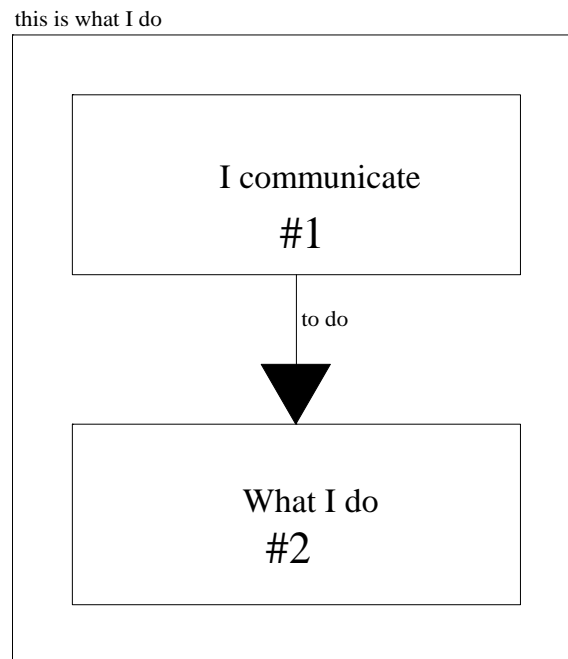 this is what I do
I communicate
#1
to do
What I do
#2